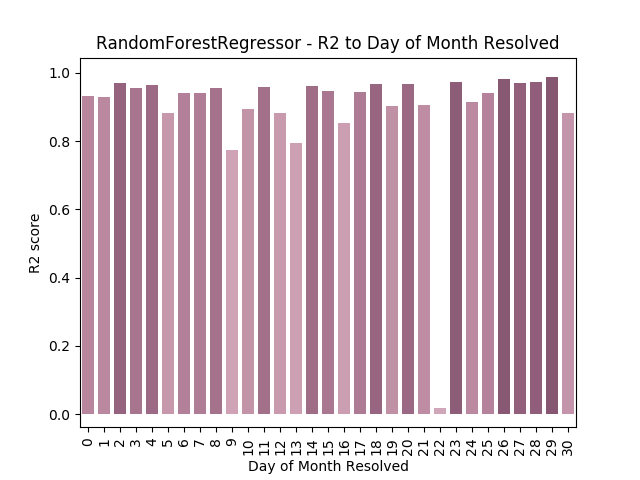 RandomForestRegressor - R2 to Day of Month Resolved
1.0
0.8
0.6
0.4
0.2
0.0
R2 score
0 1 2 3 4 5 6 7 8 9 10 11 12 13 14 15 16 17 18 19 20 21 22 23 24 25 26 27 28 29 30
Day of Month Resolved